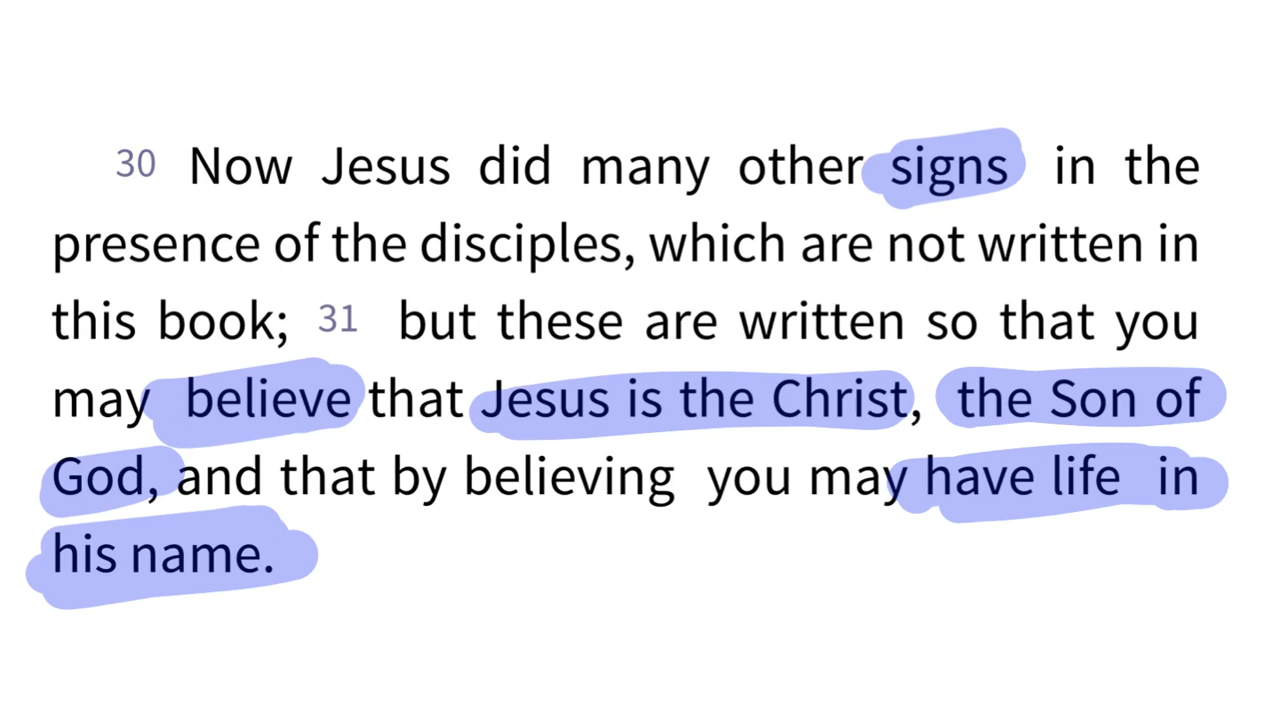 30 Now Jesus did many other signs in the
presence of the disciples, which are not written in
this book; 31 but these are written so that you
may believe that Jesus is the Christ, the Son of
God, and that by believing you may have life in
his name.